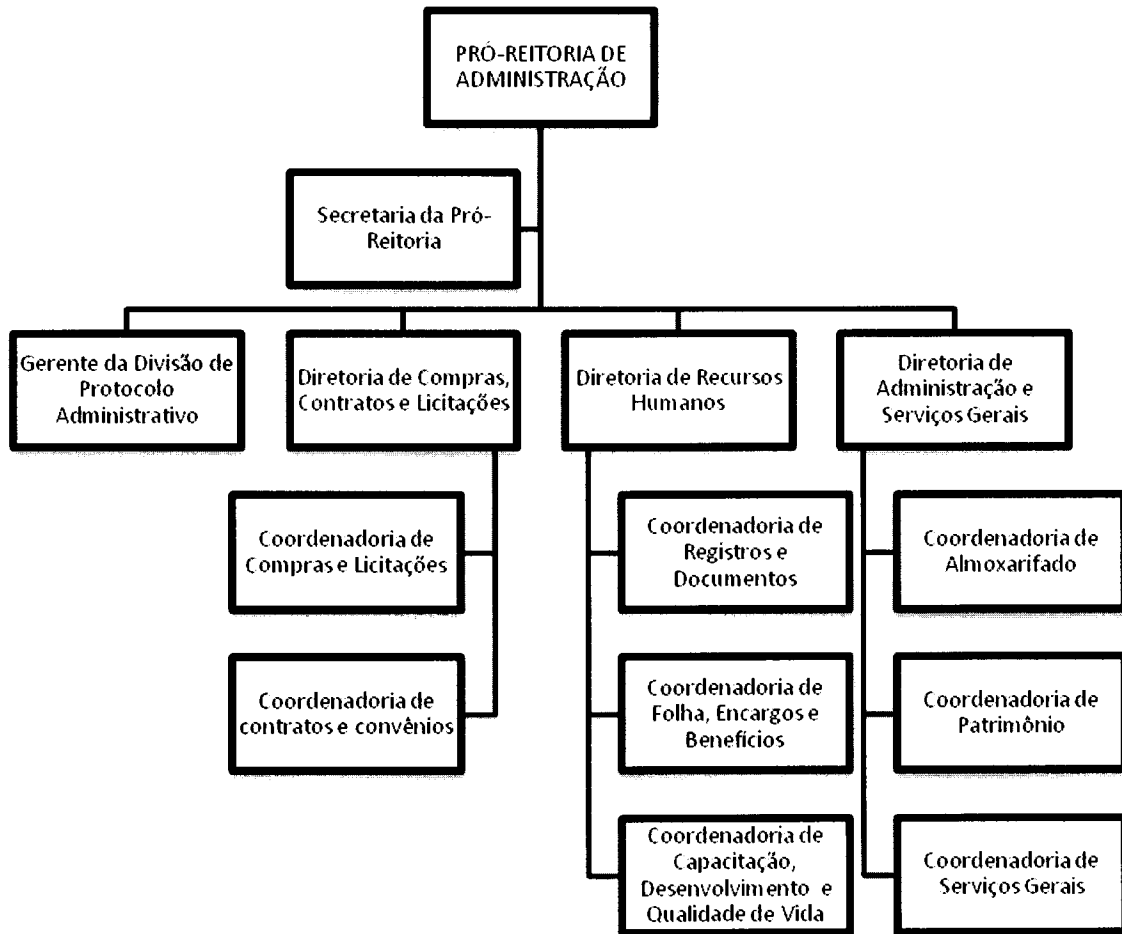 PRÓ-REITORIA DE
ADMINISTRAÇÃO
Secretaria da Pró-
Reitoria
Gerente da Divisão de
Protocolo
Administrativo
Diretoria de Compras,
Contratos e Licitações
Diretoria de Recursos
Humanos
Diretoria de
Administração e
Serviços Gerais
Coordenadoria de
Compras e Licitações
Coordenadoria de
contratos e convênios
Coordenadoria de
Registros e
Documentos
Coordenadoria de
Folha, Encargos e
Benefícios
Coordenadoria de
Capacitação,
Desenvolvimento e
Qualidade de Vida
Coordenadoria de
Almoxarifado
Coordenadoria de
Patrimônio
Coordenadoria de
Serviços Gerais